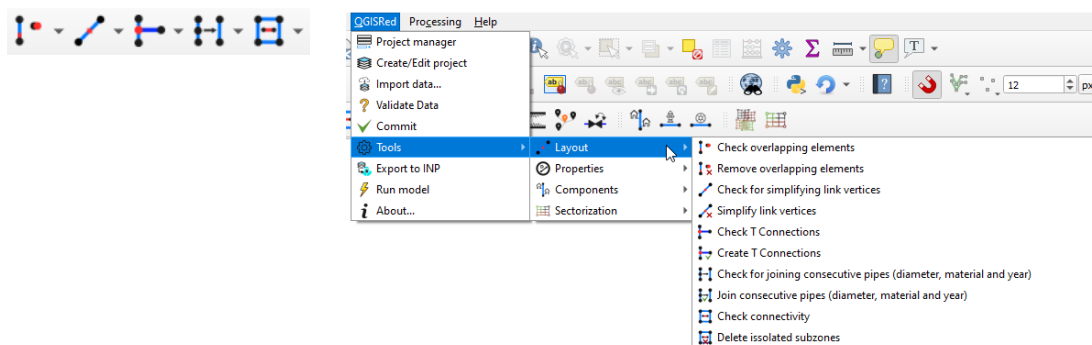 QGISRed Processing Help
Project manager
Create/Edit project
Import data...
Validate Data
Commit
Tools
Export to INP
Run model
About...
Layout
Properties
Components
Sectorization
Check overlapping elements
Remove overlapping elements
Check for simplifying link vertices
Simplify link vertices
Check T Connections
Create T Connections
Check for joining consecutive pipes (diameter, material and year)
Join consecutive pipes (diameter, material and year)
Check connectivity
Delete issolated subzones
abc
T
12
px